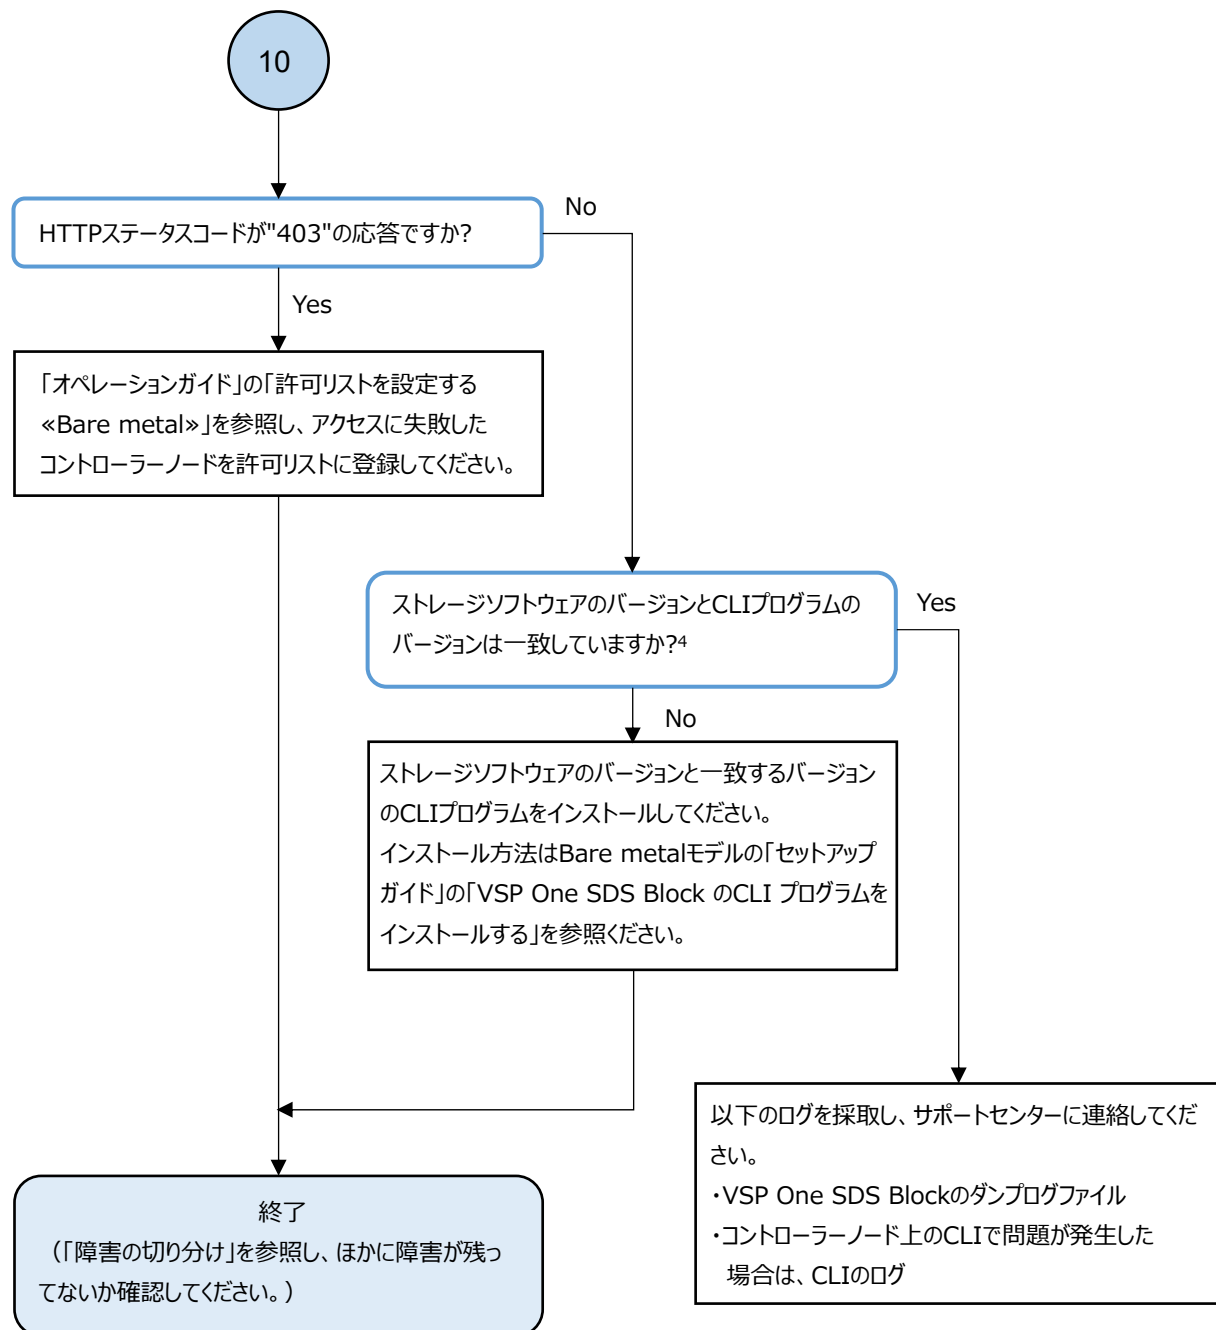 10
HTTPステータスコードが"403"の応答ですか?
No
Yes
「オペレーションガイド」の「許可リストを設定する
«Bare metal»」を参照し、アクセスに失敗した
コントローラーノードを許可リストに登録してください。
ストレージソフトウェアのバージョンとCLIプログラムの
バージョンは一致していますか?4
Yes
No
ストレージソフトウェアのバージョンと一致するバージョン
のCLIプログラムをインストールしてください。
インストール方法はBare metalモデルの「セットアップ
ガイド」の「VSP One SDS Block のCLI プログラムを
インストールする」を参照ください。
以下のログを採取し、サポートセンターに連絡してくだ
さい。
・VSP One SDS Blockのダンプログファイル
・コントローラーノード上のCLIで問題が発生した
場合は、CLIのログ
終了
(「障害の切り分け」を参照し、ほかに障害が残っ
てないか確認してください。)